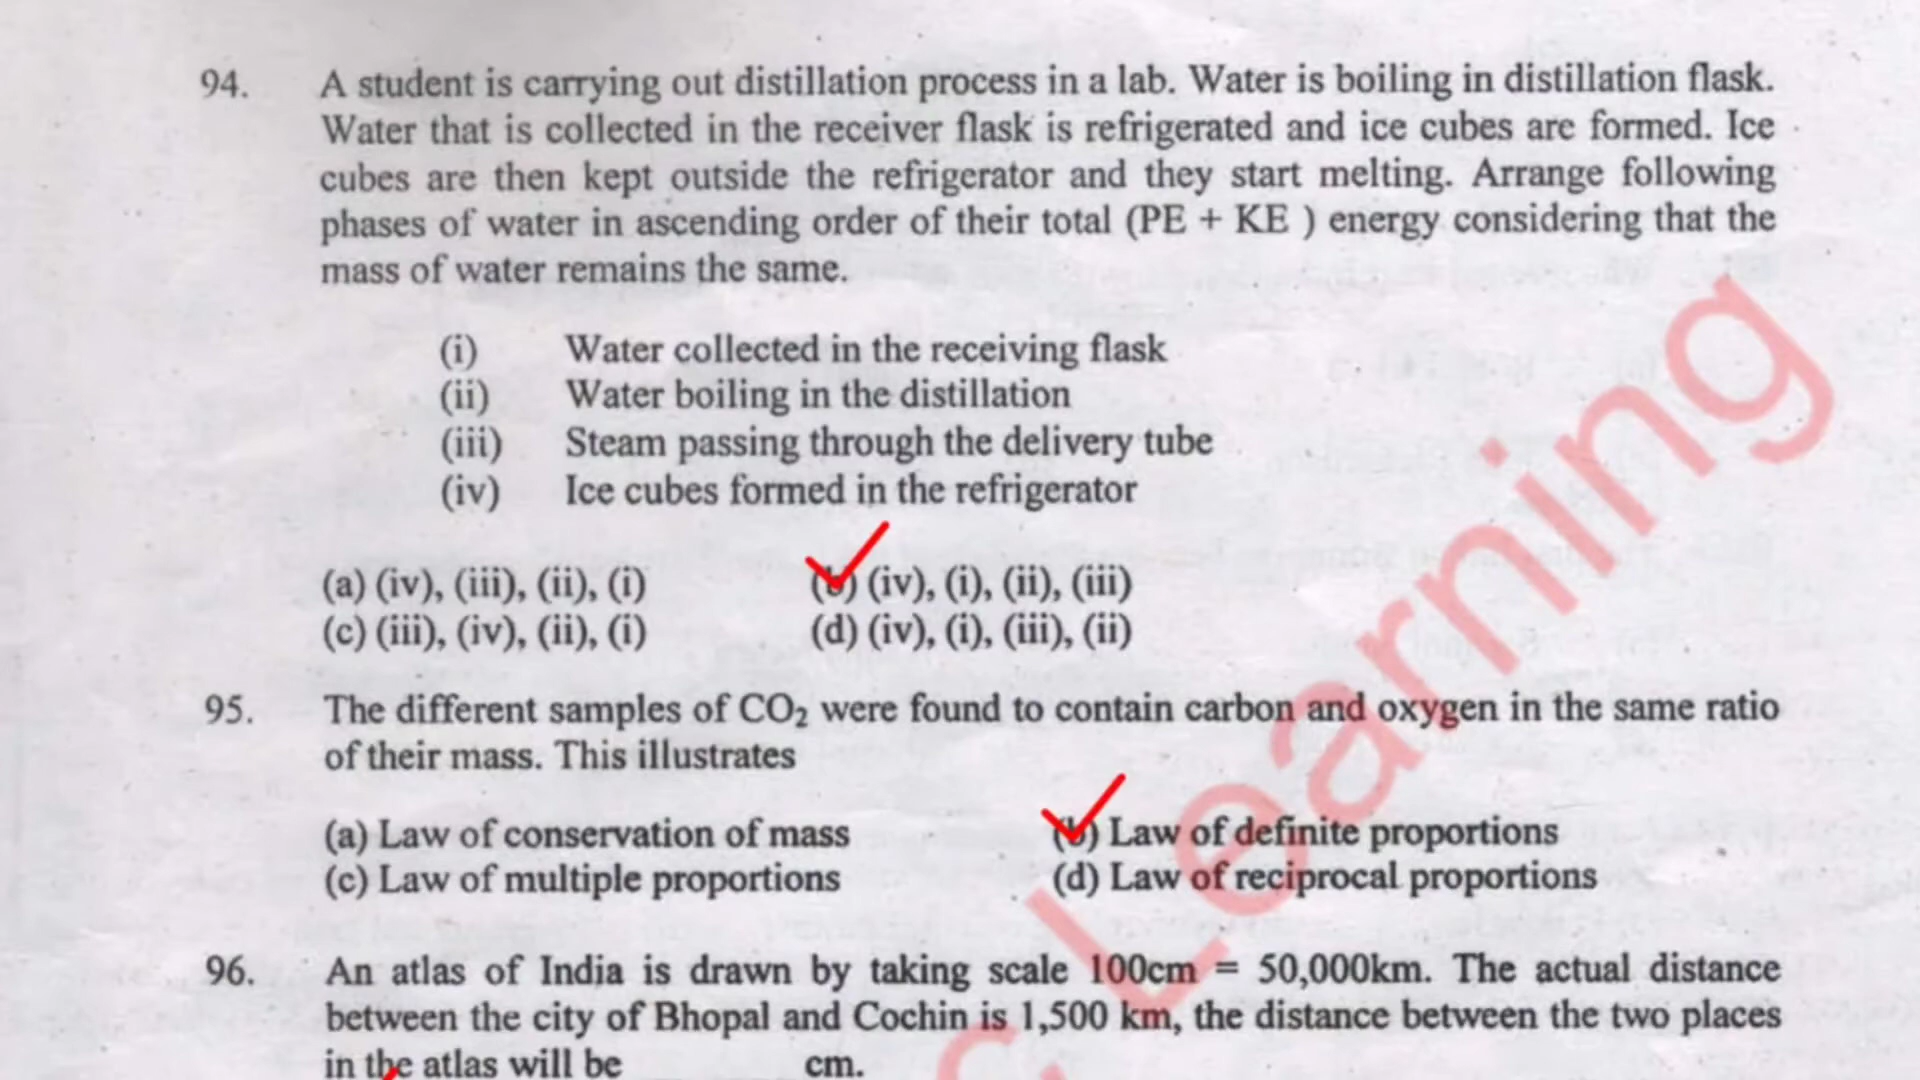 94. A student is carrying out distillation process in a lab. Water is boiling in distillation flask.
Water that is collected in the receiver flask is refrigerated and ice cubes are formed. Ice
cubes are then kept outside the refrigerator and they start melting. Arrange following
phases of water in ascending order of their total (PE + KE ) energy considering that the
mass of water remains the same.
(i) Water collected in the receiving flask
(ii) Water boiling in the distillation
(iii) Steam passing through the delivery tube
(iv) Ice cubes formed in the refrigerator
(a) (iv), (iii), (ii), (i) (b) (iv), (i), (ii), (iii)
(c) (iii), (iv), (ii), (i) (d) (iv), (i), (iii), (ii)
95. The different samples of CO₂ were found to contain carbon and oxygen in the same ratio
of their mass. This illustrates
(a) Law of conservation of mass (b) Law of definite proportions
(c) Law of multiple proportions (d) Law of reciprocal proportions
96. An atlas of India is drawn by taking scale 100cm = 50,000km. The actual distance
between the city of Bhopal and Cochin is 1,500 km, the distance between the two places
in the atlas will be cm.
Learning